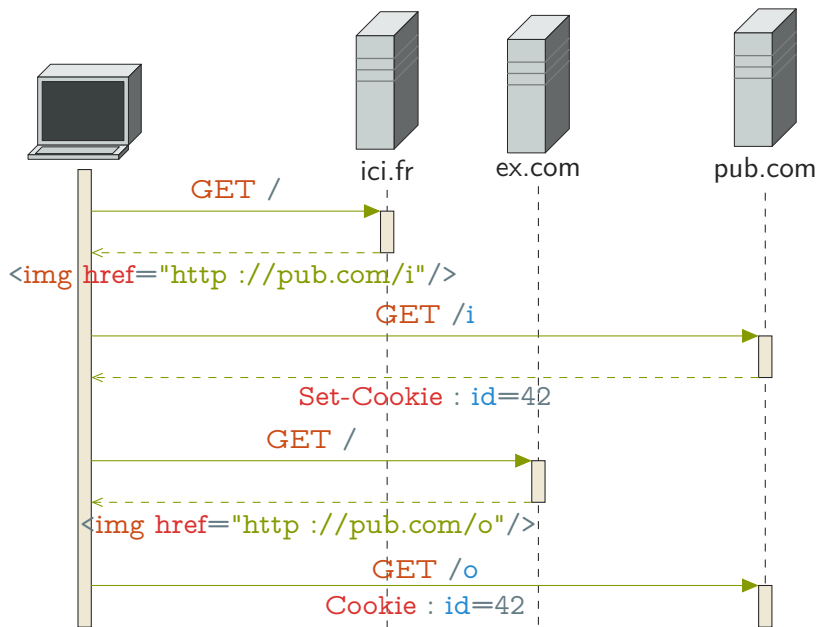 ici.fr
ex.com
pub.com
GET /
<img href="http ://pub.com/i"/>
GET /i
Set-Cookie : id=42
GET /
<img href="http ://pub.com/o"/>
GET /o
Cookie : id=42